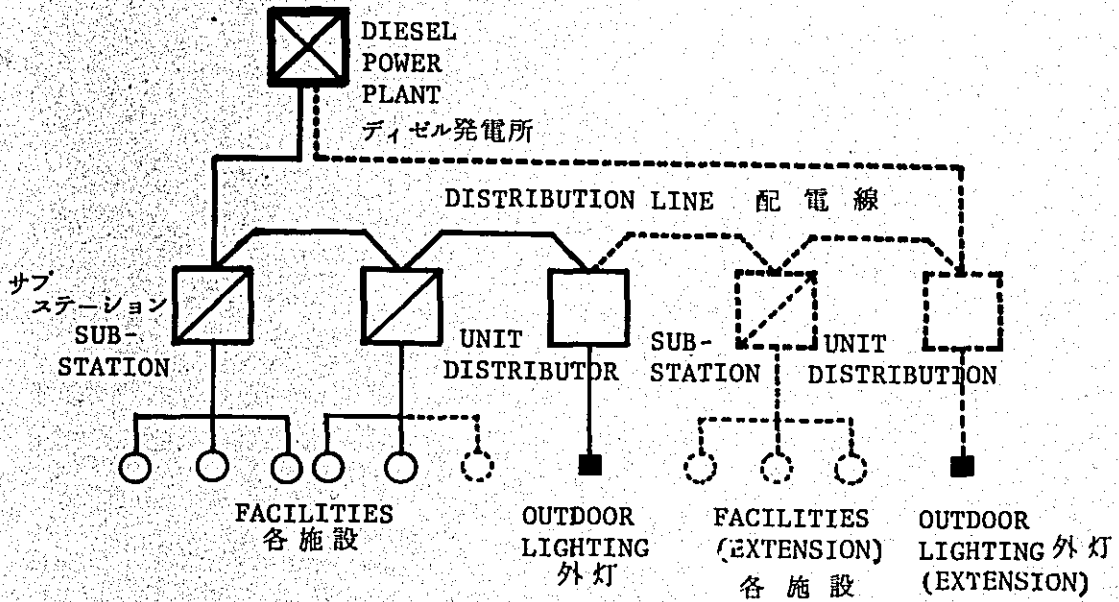 DIESEL
POWER
PLANT
ディゼル発電所
DISTRIBUTION LINE 配電線
サブ
ステーション
SUB-
STATION
UNIT
DISTRIBUTOR
SUB-
STATION
UNIT
DISTRIBUTION
FACILITIES
各施設
OUTDOOR
LIGHTING
外灯
FACILITIES
(EXTENSION)
各施設
OUTDOOR
LIGHTING 外灯
(EXTENSION)